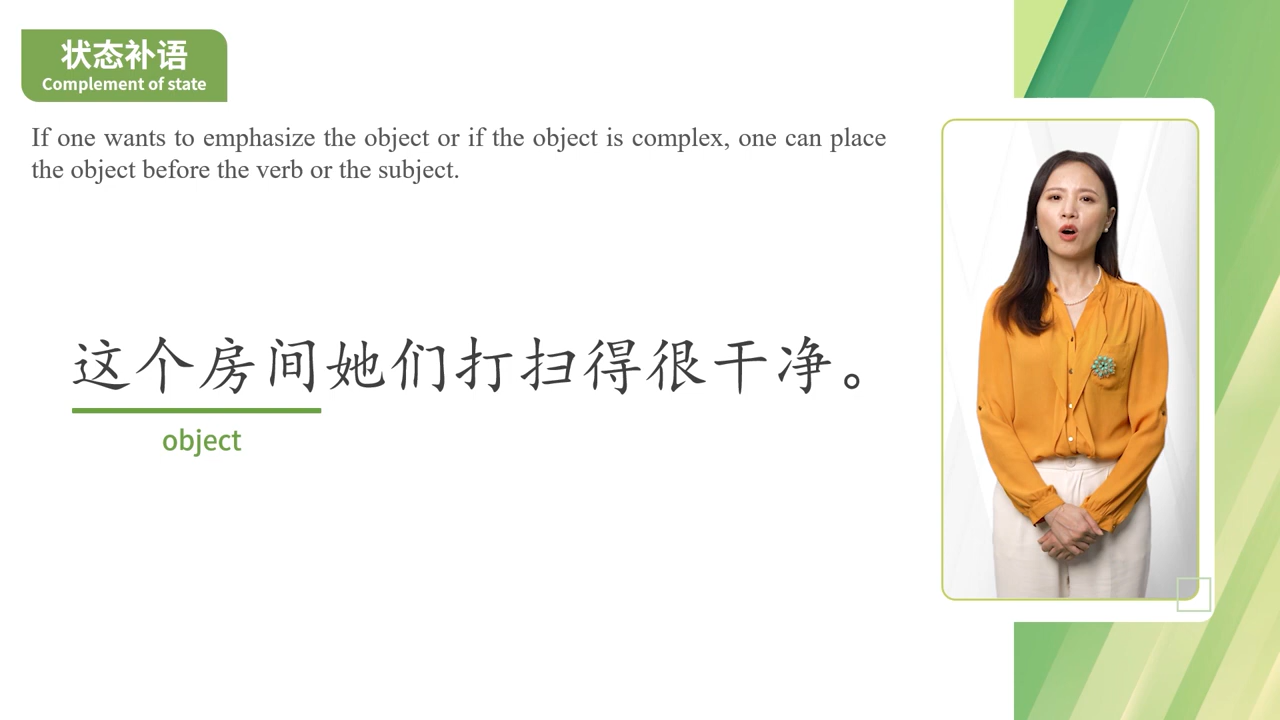 状态补语
Complement of state
If one wants to emphasize the object or if the object is complex, one can place
the object before the verb or the subject.
这个房间她们打扫得很干净。
object